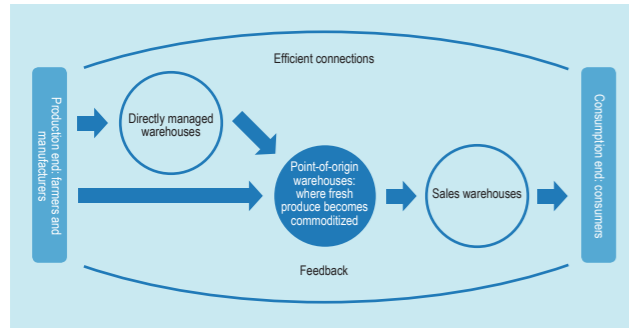 Efficient connections
Production end: farmers and
manufacturers
Directly managed
warehouses
Point-of-origin
warehouses:
where fresh
produce becomes
commoditized
Sales warehouses
Consumption end: consumers
Feedback